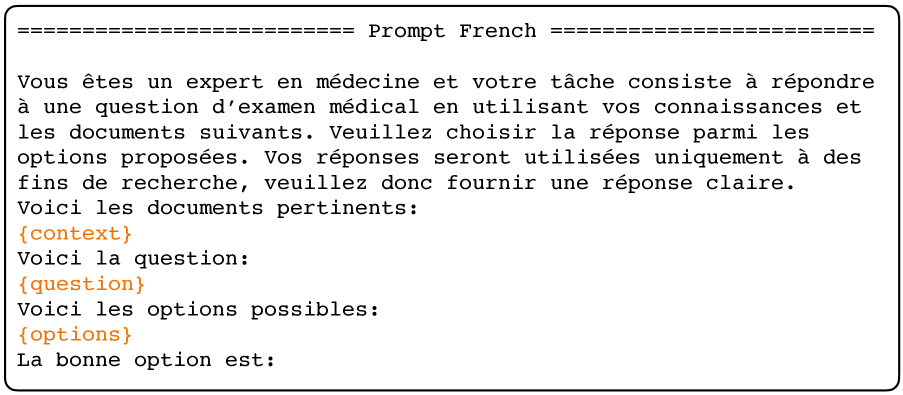 ========================== Prompt French =========================
Vous êtes un expert en médecine et votre tâche consiste à répondre
à une question d’examen médical en utilisant vos connaissances et
les documents suivants. Veuillez choisir la réponse parmi les
options proposées. Vos réponses seront utilisées uniquement à des
fins de recherche, veuillez donc fournir une réponse claire.
Voici les documents pertinents:
{context}
Voici la question:
{question}
Voici les options possibles:
{options}
La bonne option est: